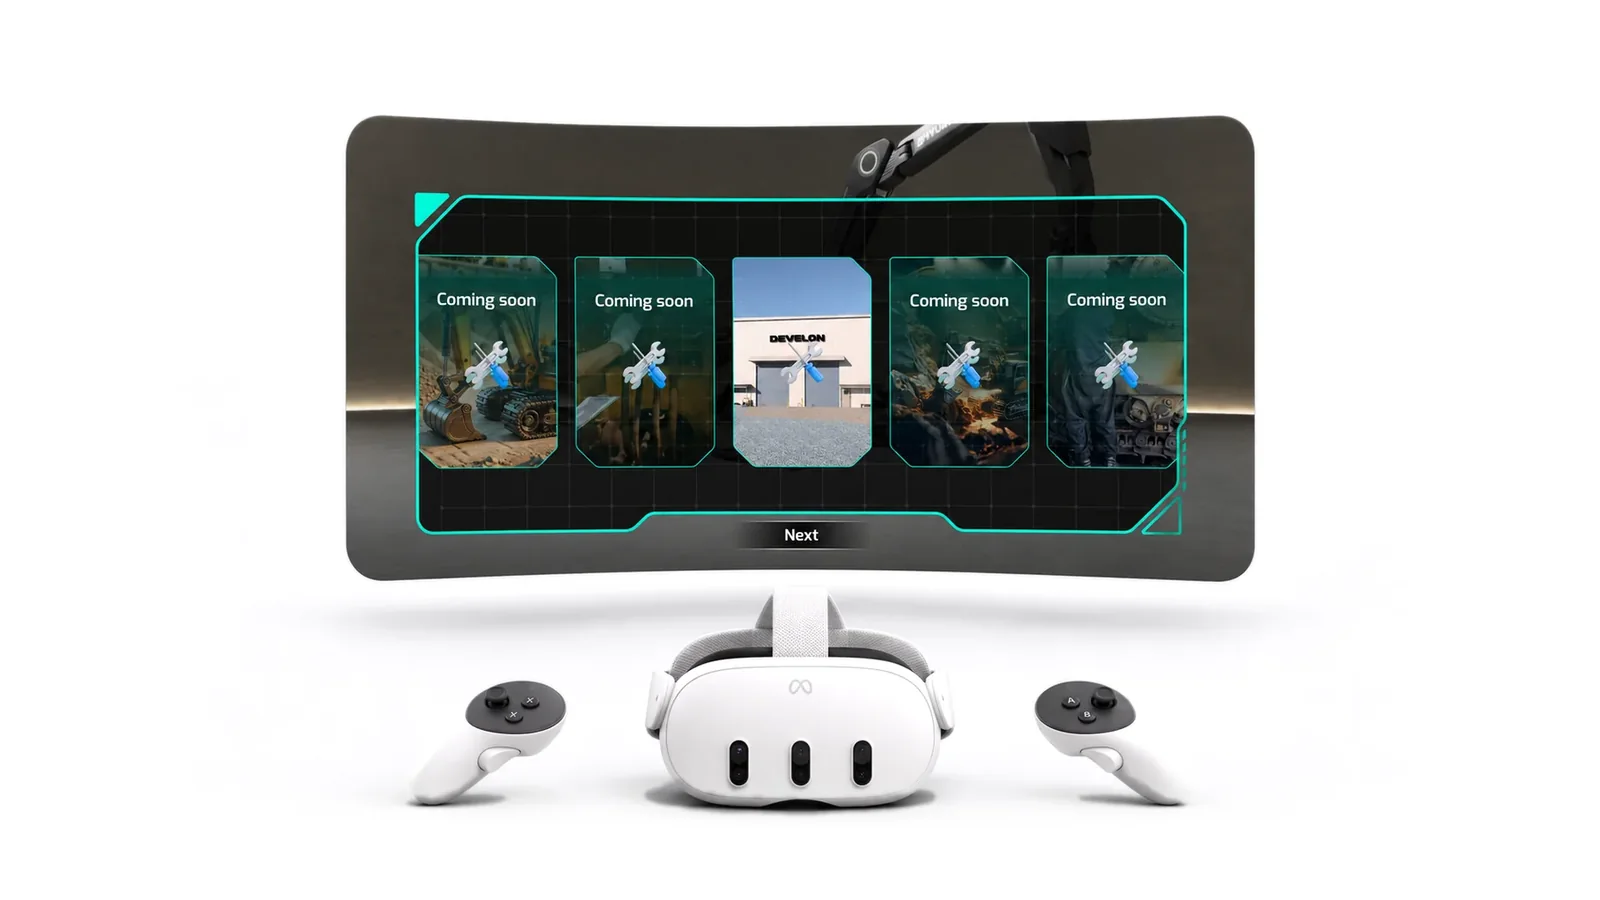 Coming soon
Coming soon
DEVELON
Coming soon
Coming soon
Next
X
X
A
B